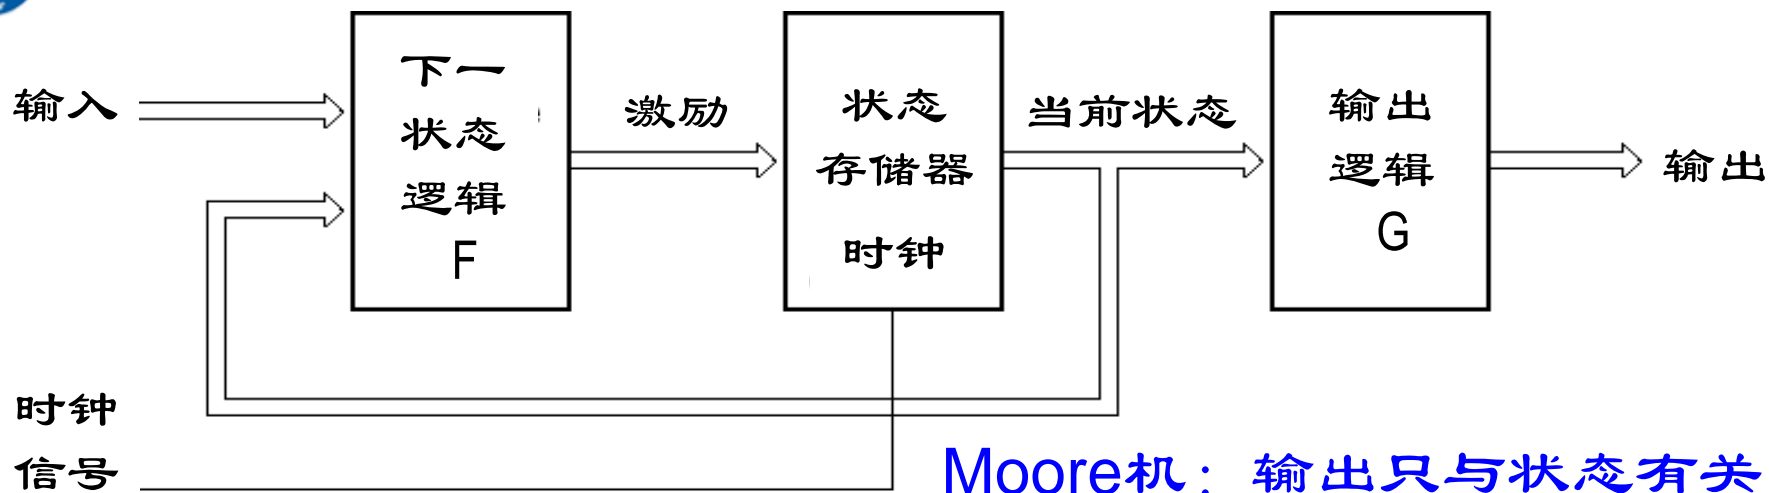 输入
下一
状态
逻辑
F
激励
状态
存储器
时钟
当前状态
输出
逻辑
G
输出
时钟
信号
Moore机：输出只与状态有关